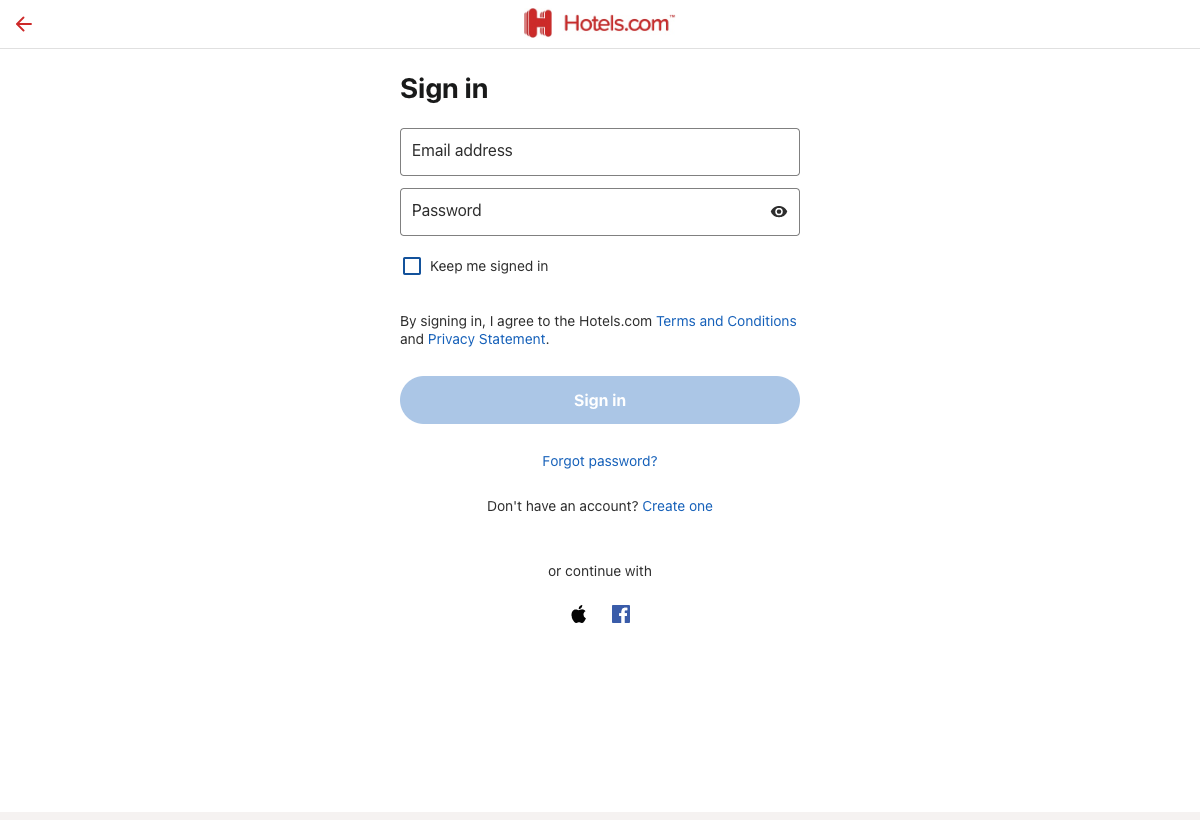 Hotels.com™
Sign in
Email address
Password
Keep me signed in
By signing in, I agree to the Hotels.com Terms and Conditions
and Privacy Statement.
Sign in
Forgot password?
Don't have an account? Create one
or continue with